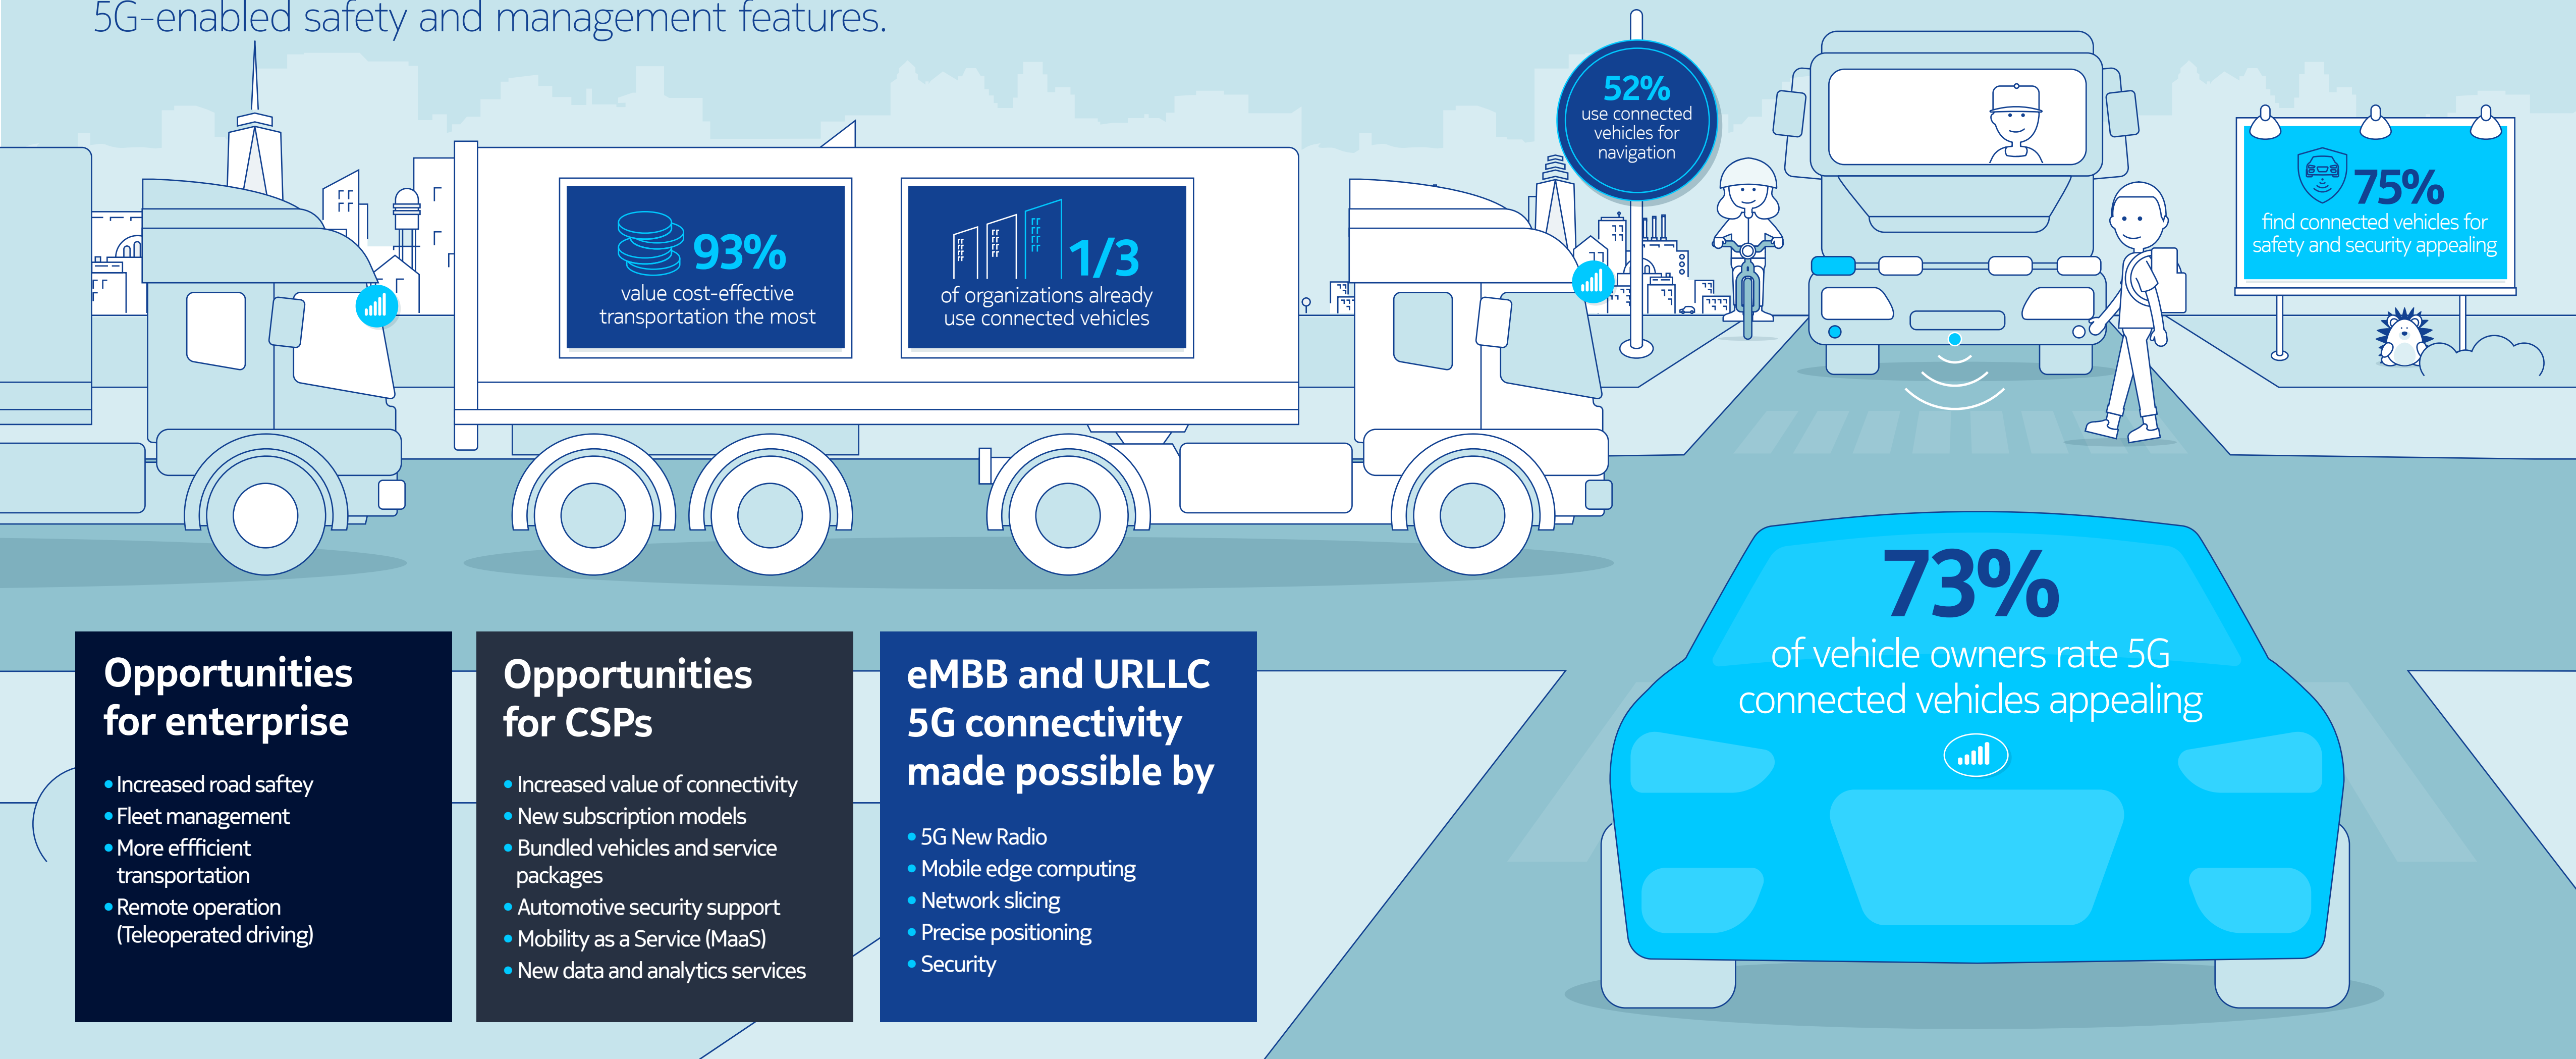 5G-enabled safety and management features.
52%
use connected
vehicles for
navigation
75%
find connected vehicles for
safety and security appealing
93%
value cost-effective
transportation the most
1/3
of organizations already
use connected vehicles
73%
of vehicle owners rate 5G
connected vehicles appealing
Opportunities
for enterprise
• Increased road saftey
• Fleet management
• More effficient
transportation
• Remote operation
(Teleoperated driving)
Opportunities
for CSPs
• Increased value of connectivity
• New subscription models
• Bundled vehicles and service
packages
• Automotive security support
• Mobility as a Service (MaaS)
• New data and analytics services
eMBB and URLLC
5G connectivity
made possible by
• 5G New Radio
• Mobile edge computing
• Network slicing
• Precise positioning
• Security